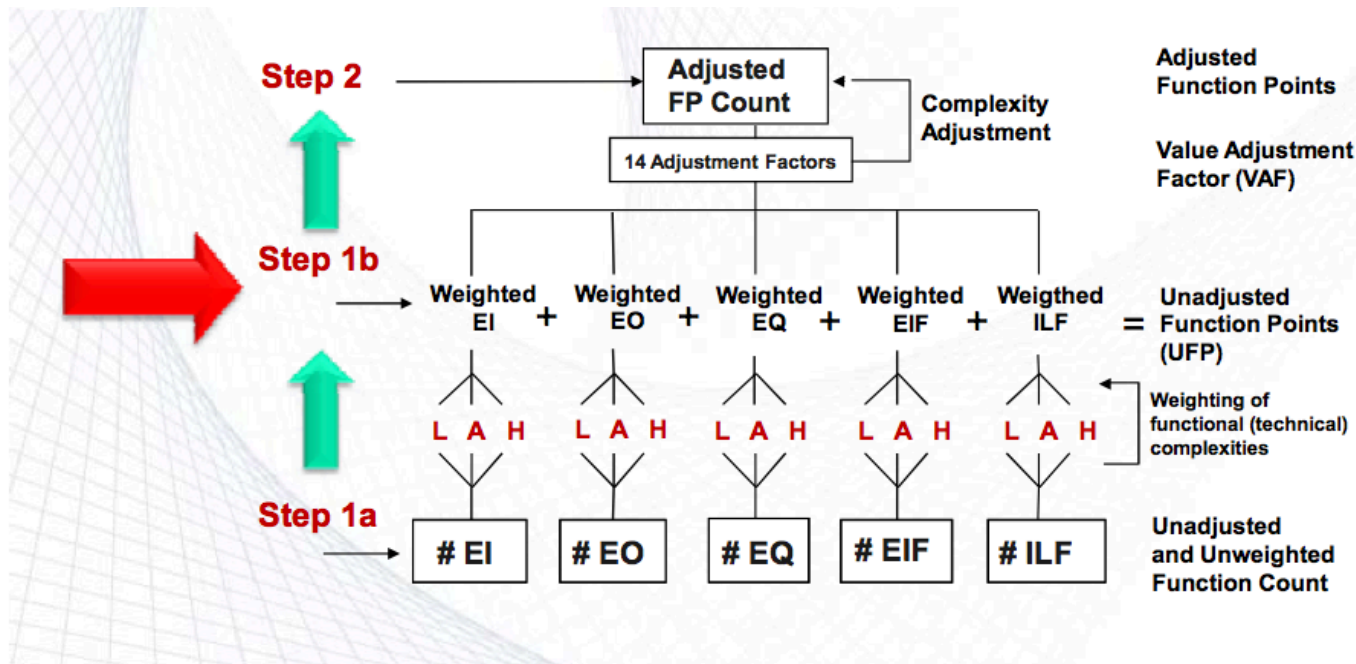 Step 2
Adjusted
FP Count
Complexity
Adjustment
Adjusted
Function Points
14 Adjustment Factors
Value Adjustment
Factor (VAF)
Step 1b
Weighted
EI
+
Weighted
EO
+
Weighted
EQ
+
Weighted
EIF
+
Weigthed
ILF
=
Unadjusted
Function Points
(UFP)
L A H
L A H
L A H
L A H
L A H
Weighting of
functional (technical)
complexities
Step 1a
# EI
# EO
# EQ
# EIF
# ILF
Unadjusted
and Unweighted
Function Count